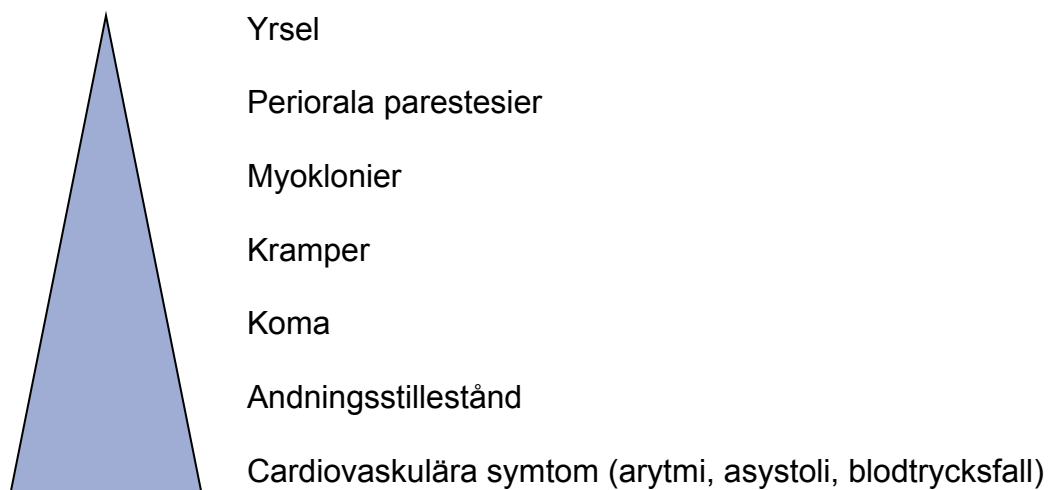 Yrsel
Periorala parestesier
Myoklonier
Kramper
Koma
Andningsstillestånd
Cardiovaskulära symtom (arytmi, asystoli, blodtrycksfall)